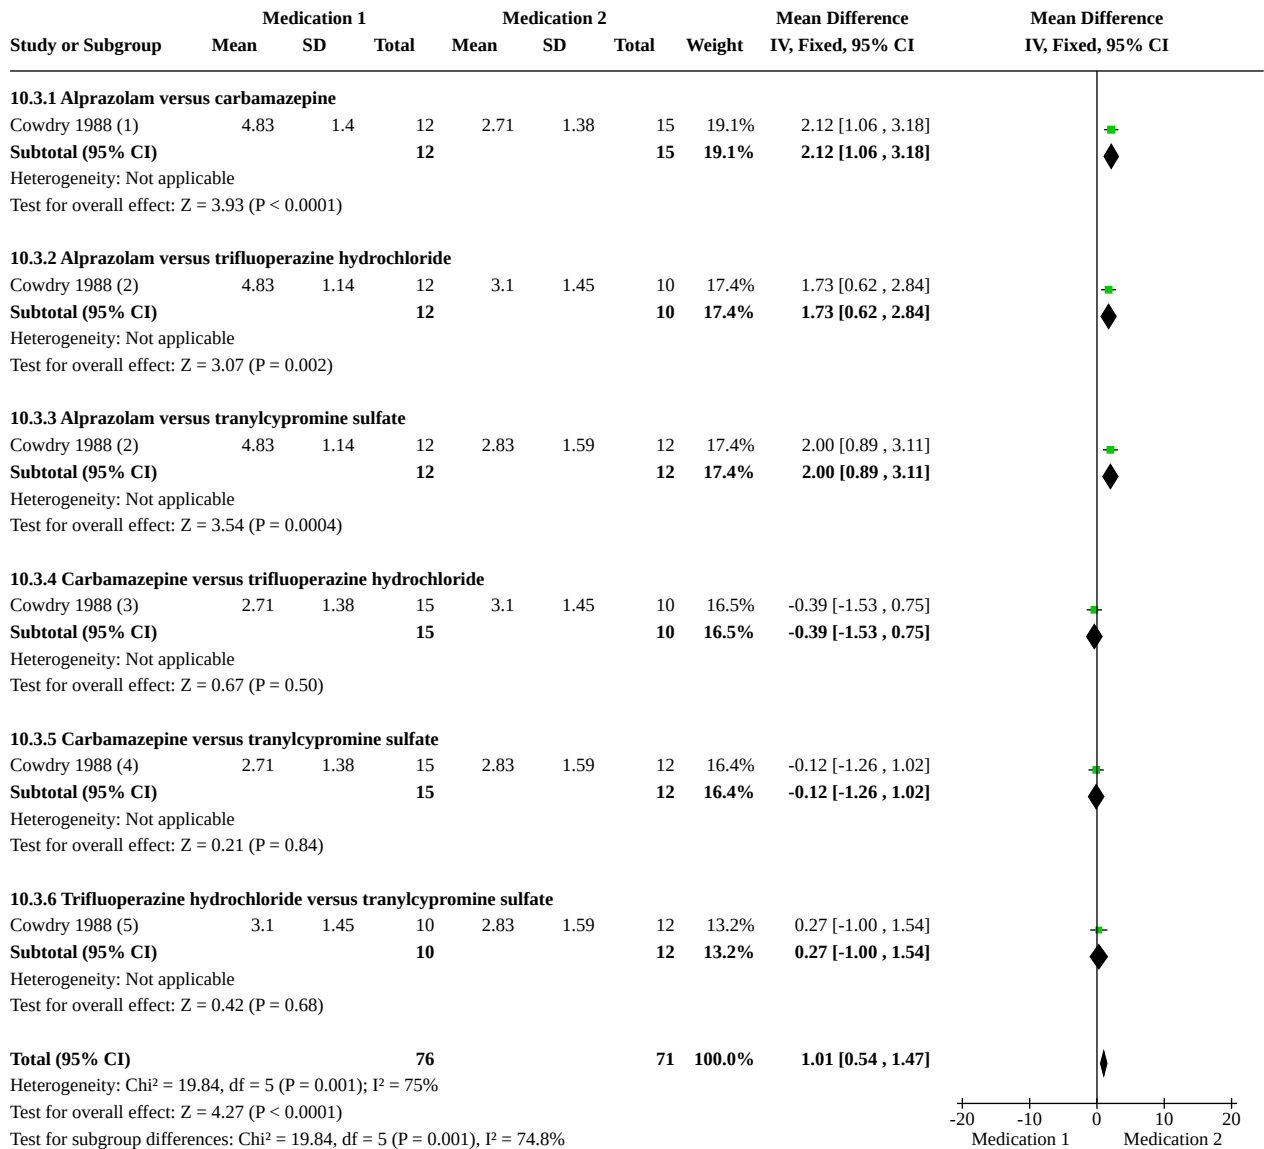 Medication 1 Medication 2 Mean Difference Mean Difference
Study or Subgroup Mean SD Total Mean SD Total Weight IV, Fixed, 95% CI IV, Fixed, 95% CI
10.3.1 Alprazolam versus carbamazepine
Cowdry 1988 (1) 4.83 1.4 12 2.71 1.38 15 19.1% 2.12 [1.06 , 3.18]
Subtotal (95% CI) 12 15 19.1% 2.12 [1.06 , 3.18]
Heterogeneity: Not applicable
Test for overall effect: Z = 3.93 (P < 0.0001)
10.3.2 Alprazolam versus trifluoperazine hydrochloride
Cowdry 1988 (2) 4.83 1.14 12 3.1 1.45 10 17.4% 1.73 [0.62 , 2.84]
Subtotal (95% CI) 12 10 17.4% 1.73 [0.62 , 2.84]
Heterogeneity: Not applicable
Test for overall effect: Z = 3.07 (P = 0.002)
10.3.3 Alprazolam versus tranylcypromine sulfate
Cowdry 1988 (2) 4.83 1.14 12 2.83 1.59 12 17.4% 2.00 [0.89 , 3.11]
Subtotal (95% CI) 12 12 17.4% 2.00 [0.89 , 3.11]
Heterogeneity: Not applicable
Test for overall effect: Z = 3.54 (P = 0.0004)
10.3.4 Carbamazepine versus trifluoperazine hydrochloride
Cowdry 1988 (3) 2.71 1.38 15 3.1 1.45 10 16.5% -0.39 [-1.53 , 0.75]
Subtotal (95% CI) 15 10 16.5% -0.39 [-1.53 , 0.75]
Heterogeneity: Not applicable
Test for overall effect: Z = 0.67 (P = 0.50)
10.3.5 Carbamazepine versus tranylcypromine sulfate
Cowdry 1988 (4) 2.71 1.38 15 2.83 1.59 12 16.4% -0.12 [-1.26 , 1.02]
Subtotal (95% CI) 15 12 16.4% -0.12 [-1.26 , 1.02]
Heterogeneity: Not applicable
Test for overall effect: Z = 0.21 (P = 0.84)
10.3.6 Trifluoperazine hydrochloride versus tranylcypromine sulfate
Cowdry 1988 (5) 3.1 1.45 10 2.83 1.59 12 13.2% 0.27 [-1.00 , 1.54]
Subtotal (95% CI) 10 12 13.2% 0.27 [-1.00 , 1.54]
Heterogeneity: Not applicable
Test for overall effect: Z = 0.42 (P = 0.68)
Total (95% CI) 76 71 100.0% 1.01 [0.54 , 1.47]
Heterogeneity: Chi² = 19.84, df = 5 (P = 0.001); I² = 75%
Test for overall effect: Z = 4.27 (P < 0.0001)
-20 -10 0 10 20
Test for subgroup differences: Chi² = 19.84, df = 5 (P = 0.001), I² = 74.8%
Medication 1 Medication 2